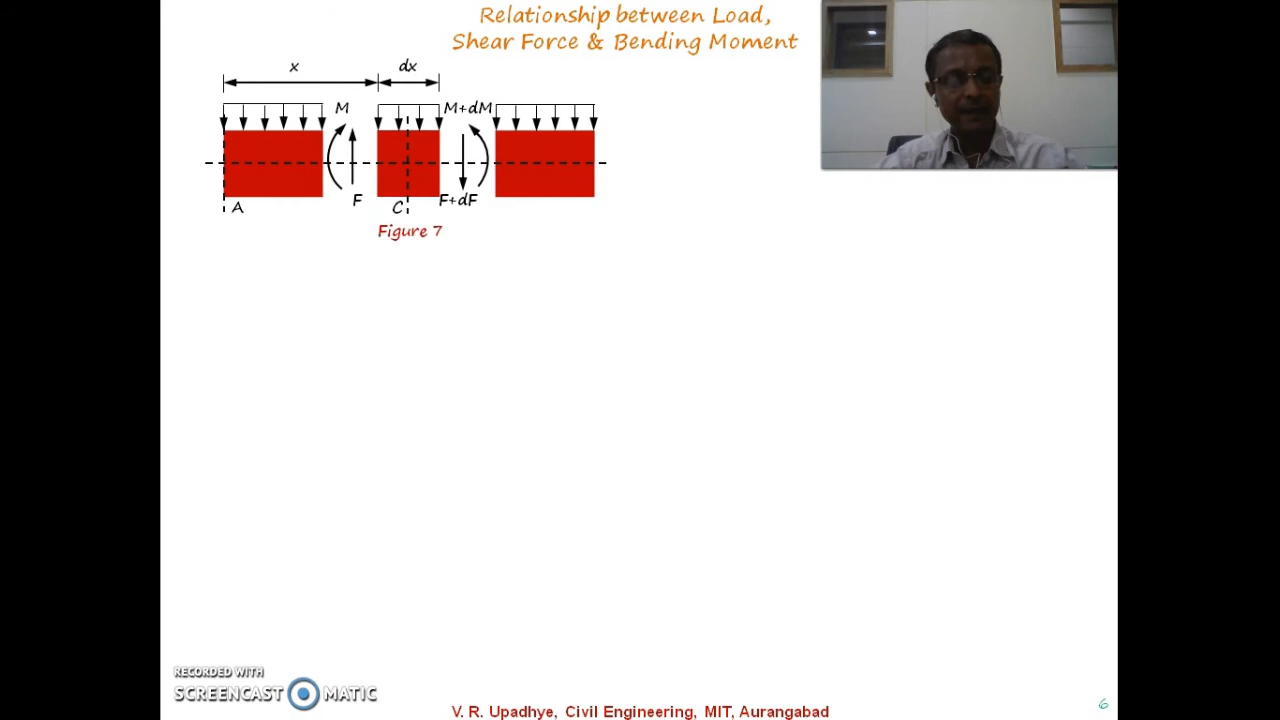 Relationship between Load,
Shear Force & Bending Moment
x
dx
M
M+dM
F
F+dF
A
C
Figure 7
RECORDED WITH
SCREENCAST MATIC
V. R. Upadhye, Civil Engineering, MIT, Aurangabad
6